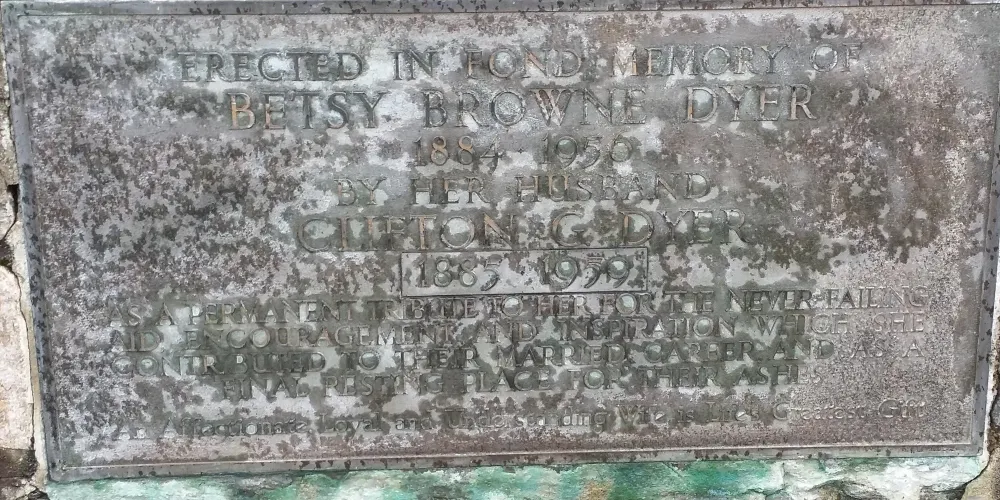 ERECTED IN FOND MEMORY OF
BETSY BROWNE DYER
1884 - 1956
BY HER HUSBAND
CLIFTON G. DYER
1885 - 1959
AS A PERMANENT TRIBUTE TO HER FOR THE NEVER-FAILING
AID, ENCOURAGEMENT, AND INSPIRATION WHICH SHE
CONTRIBUTED TO THEIR MARRIED CAREER AND AS A
FINAL RESTING PLACE FOR THEIR ASHES
An Affectionate, Loyal and Understanding Wife is Life's Greatest Gift